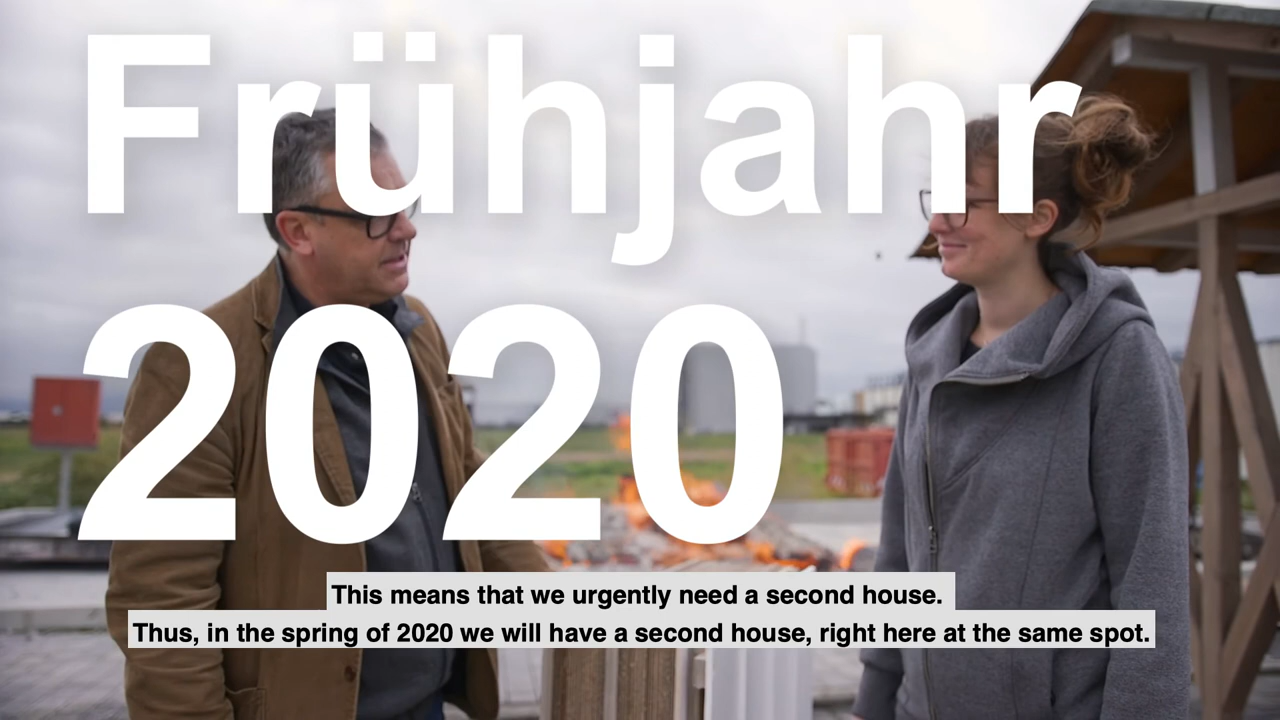 Frühjahr
2020
This means that we urgently need a second house.
Thus, in the spring of 2020 we will have a second house, right here at the same spot.